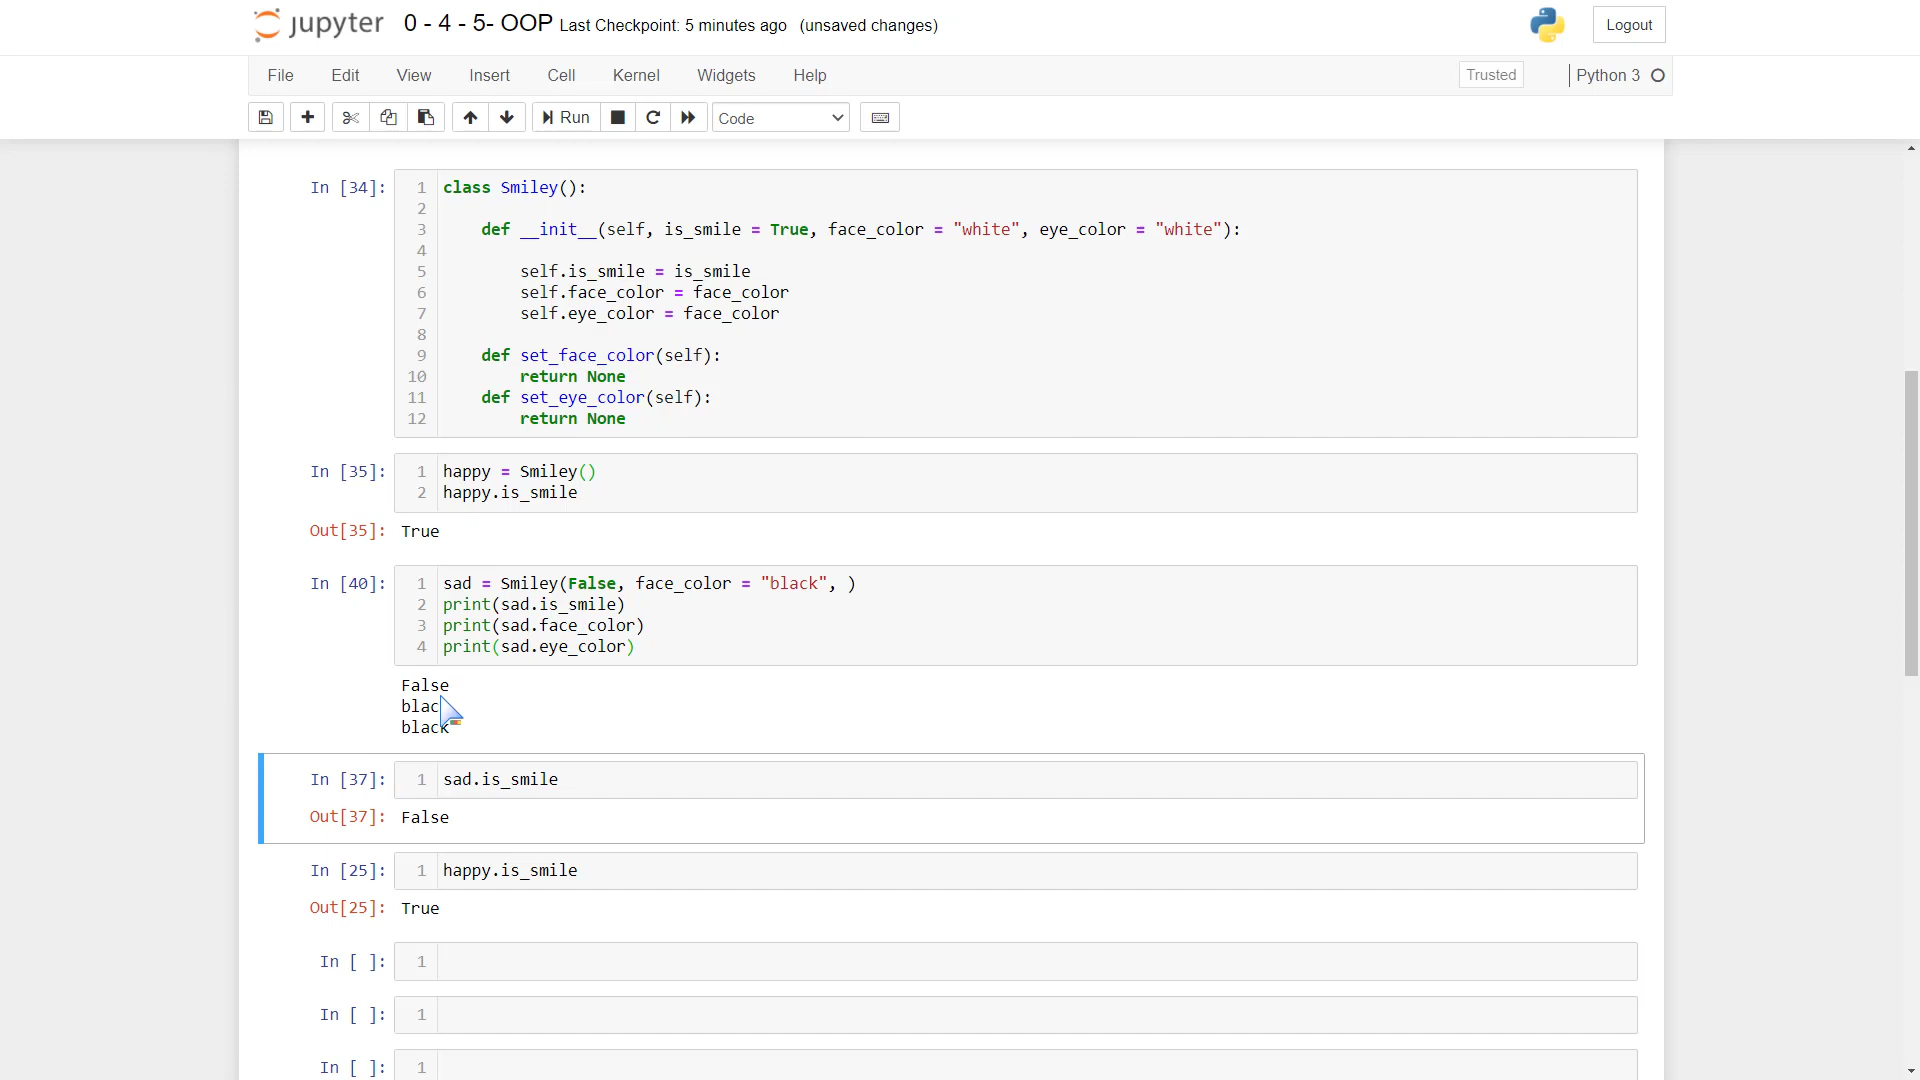 jupyter 0 - 4 - 5- OOP Last Checkpoint: 5 minutes ago (unsaved changes) Logout
File Edit View Insert Cell Kernel Widgets Help Trusted Python 3
Run Code
In [34]: 1 class Smiley():
2
3 def __init__(self, is_smile = True, face_color = "white", eye_color = "white"):
4
5 self.is_smile = is_smile
6 self.face_color = face_color
7 self.eye_color = face_color
8
9 def set_face_color(self):
10 return None
11 def set_eye_color(self):
12 return None
In [35]: 1 happy = Smiley()
2 happy.is_smile
Out[35]: True
In [40]: 1 sad = Smiley(False, face_color = "black", )
2 print(sad.is_smile)
3 print(sad.face_color)
4 print(sad.eye_color)
False
black
black
In [37]: 1 sad.is_smile
Out[37]: False
In [25]: 1 happy.is_smile
Out[25]: True
In [ ]: 1
In [ ]: 1
In [ ]: 1